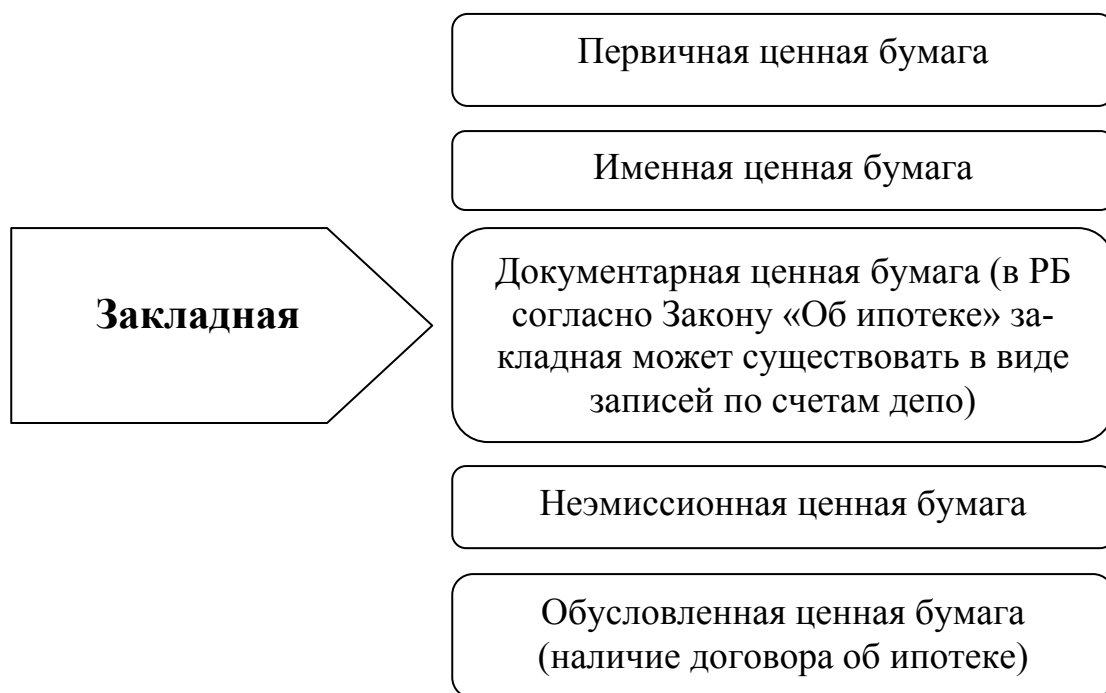 Первичная ценная бумага
Именная ценная бумага
Закладная
Документарная ценная бумага (в РБ
согласно Закону «Об ипотеке» за-
кладная может существовать в виде
записей по счетам депо)
Неэмиссионная ценная бумага
Обусловленная ценная бумага
(наличие договора об ипотеке)